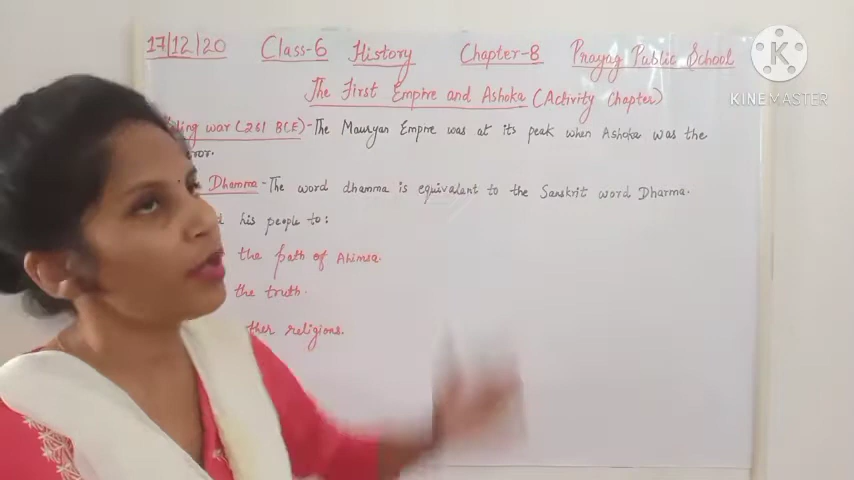 17/12/20 Class-6 History Chapter-8 Prayag Public School
The First Empire and Ashoka (Activity Chapter)
war (261 BCE)-The Mauryan Empire was at its peak when Ashoka was the
Dhamma-The word dhamma is equivalent to the Sanskrit word Dharma.
his people to:
the path of Ahimsa.
the truth.
religions.
K
KINEMASTER